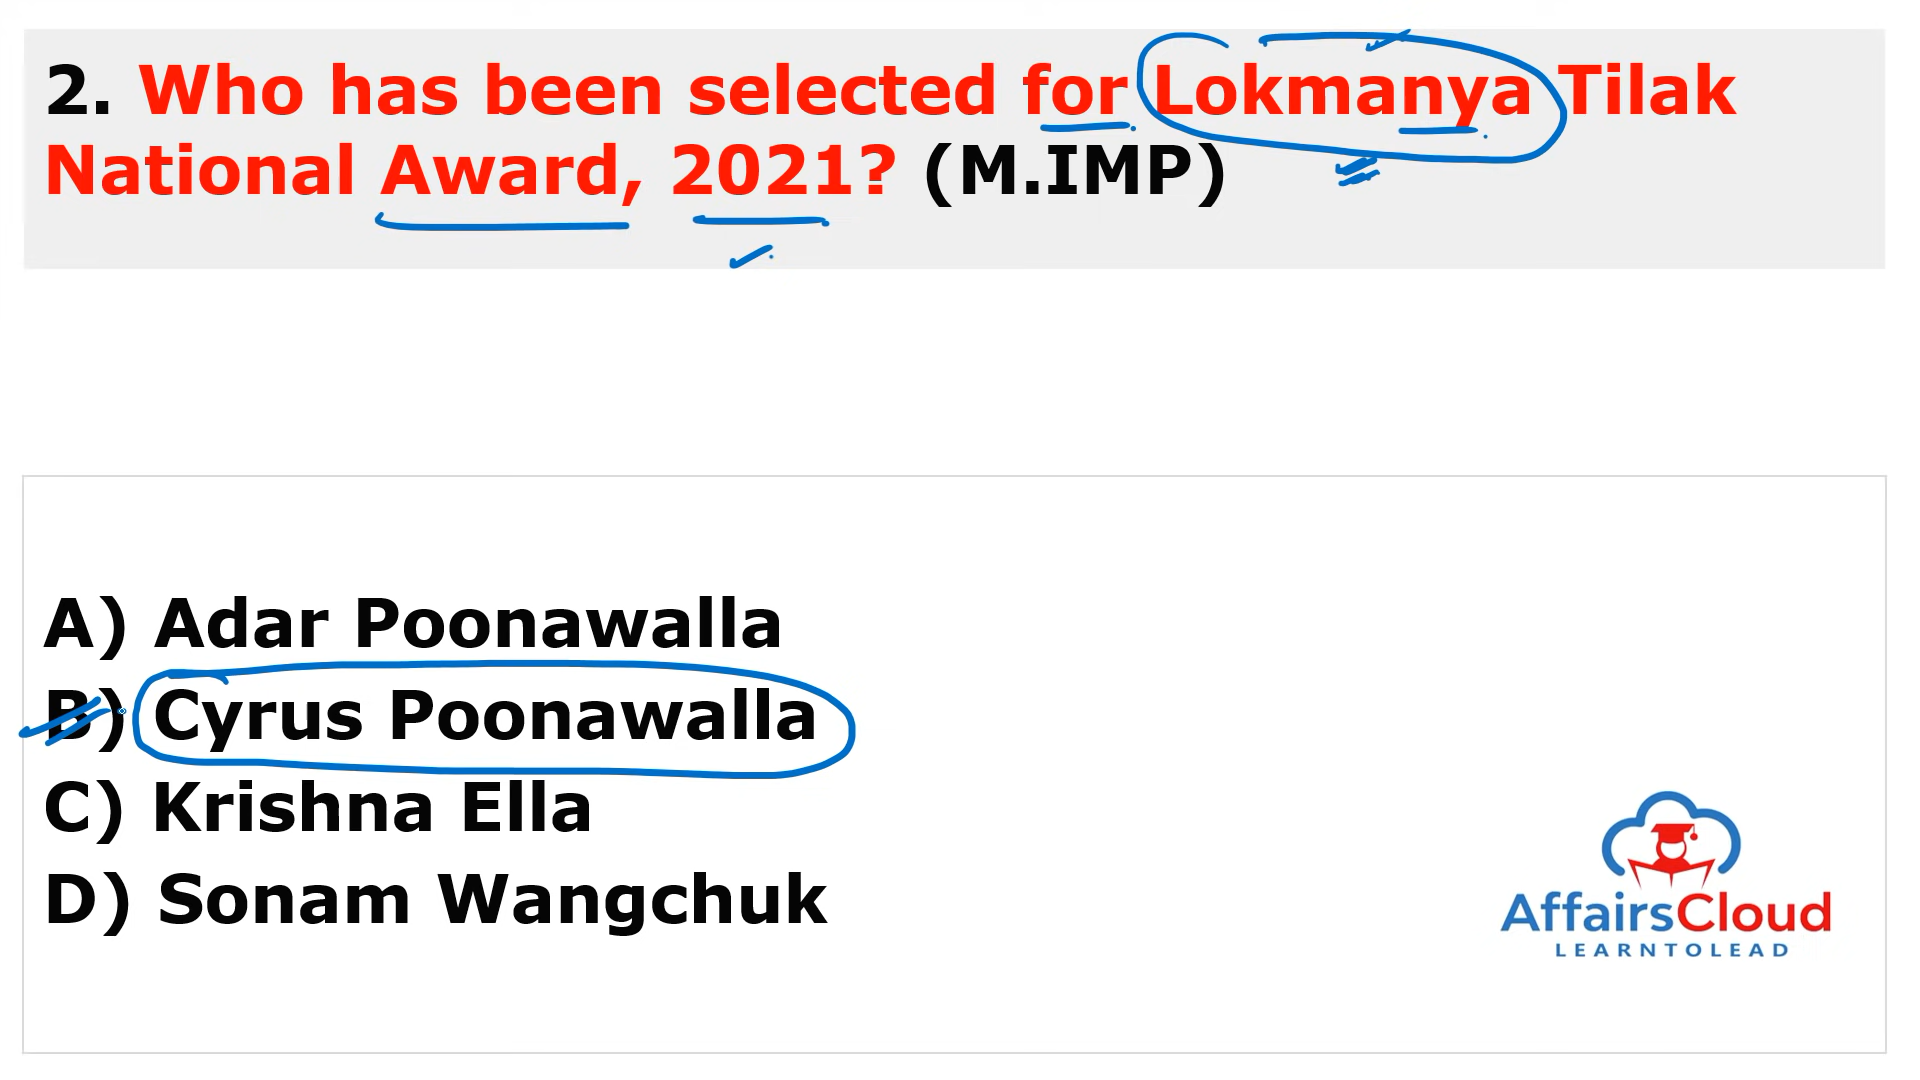 2. Who has been selected for Lokmanya Tilak
National Award, 2021? (M.IMP)
A) Adar Poonawalla
B) Cyrus Poonawalla
C) Krishna Ella
D) Sonam Wangchuk
AffairsCloud
LEARNTOLEAD